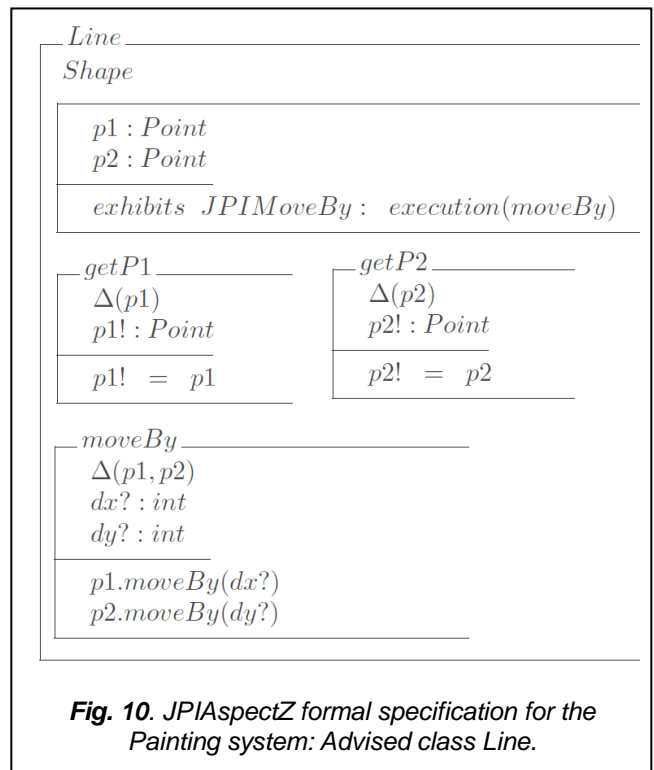 Line
Shape
p1 : Point
p2 : Point
exhibits JPIMoveBy : execution(moveBy)
getP1
Δ(p1)
p1! : Point
p1! = p1
getP2
Δ(p2)
p2! : Point
p2! = p2
moveBy
Δ(p1, p2)
dx? : int
dy? : int
p1.moveBy(dx?)
p2.moveBy(dy?)
Fig. 10. JPIAspectZ formal specification for the
Painting system: Advised class Line.